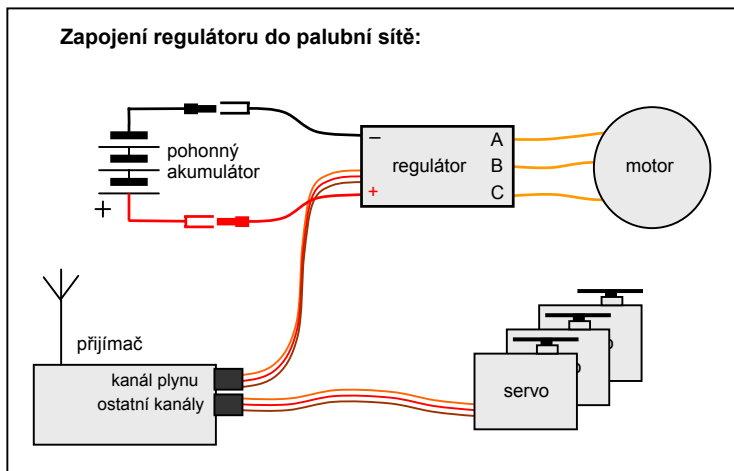 Zapojení regulátoru do palubní sítě:
pohonný
akumulátor
+
−
+
regulátor
A
B
C
motor
přijímač
kanál plynu
ostatní kanály
servo